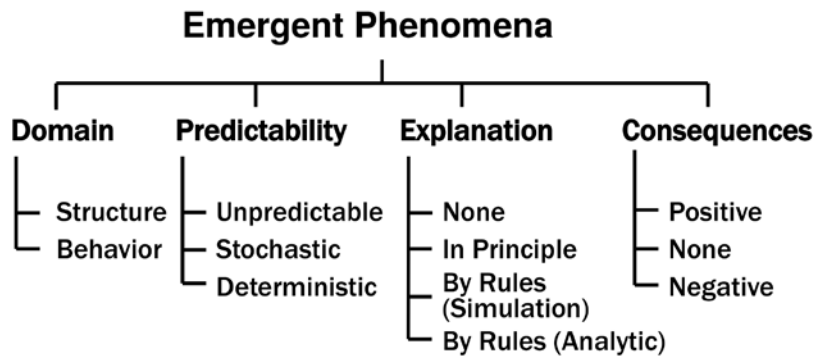 Emergent Phenomena
Domain
Predictability
Explanation
Consequences
Structure
Behavior
Unpredictable
Stochastic
Deterministic
None
In Principle
By Rules
(Simulation)
By Rules (Analytic)
Positive
None
Negative